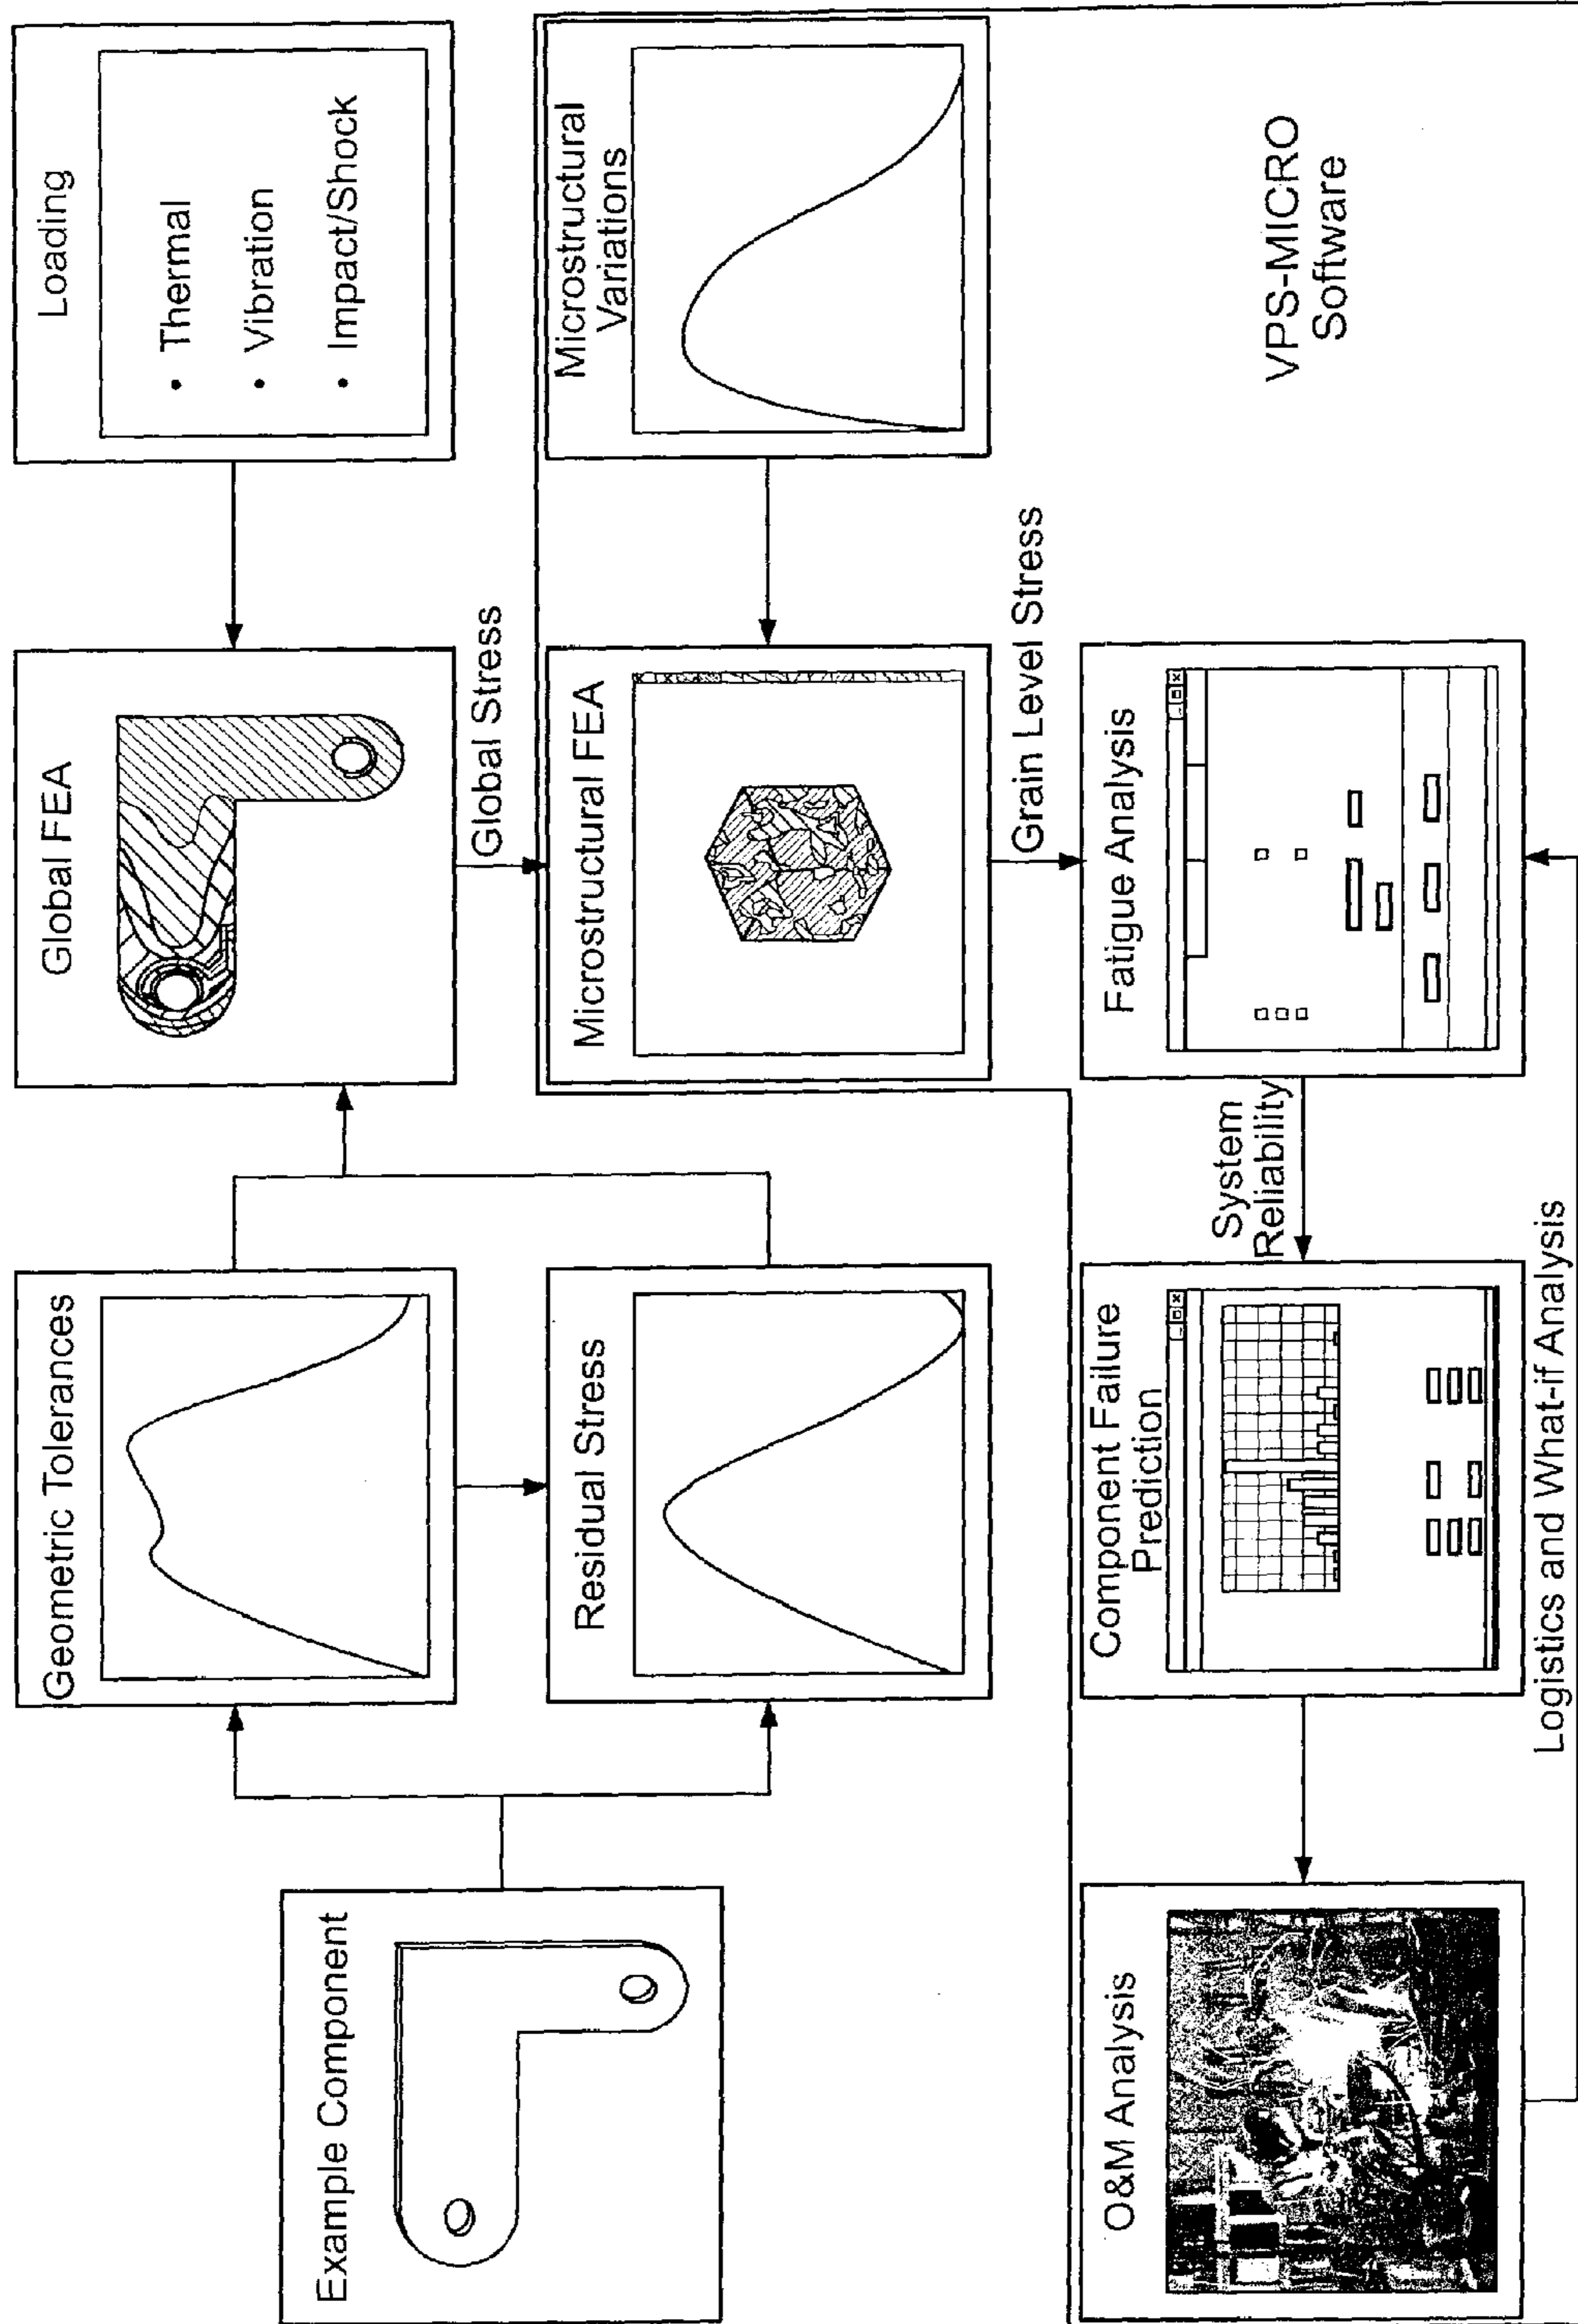 Example Component
Geometric Tolerances
Global FEA
Loading
• Thermal
• Vibration
• Impact/Shock
Global Stress
Residual Stress
Microstructural FEA
Microstructural
Variations
Grain Level Stress
O&M Analysis
Component Failure
Prediction
System
Reliability
Fatigue Analysis
VPS-MICRO
Software
Logistics and What-if Analysis